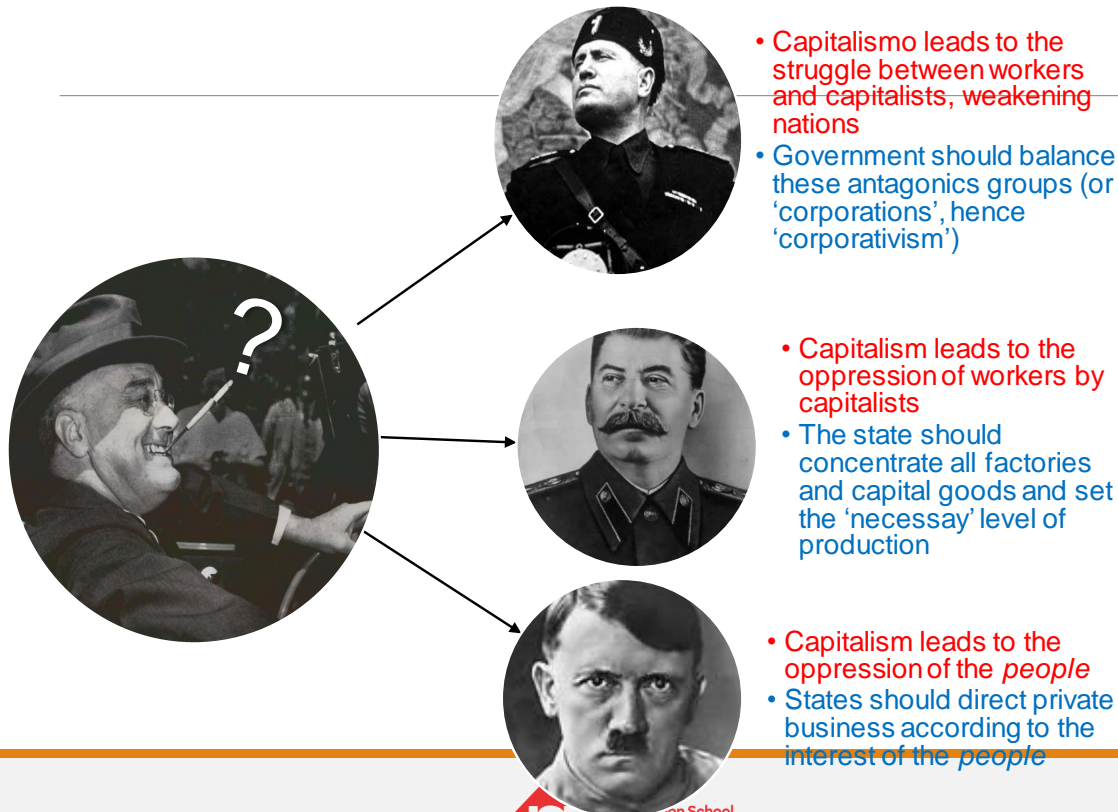 ?
• Capitalismo leads to the
struggle between workers
and capitalists, weakening
nations
• Government should balance
these antagonics groups (or
‘corporations’, hence
‘corporativism’)
• Capitalism leads to the
oppression of workers by
capitalists
• The state should
concentrate all factories
and capital goods and set
the ‘necessay’ level of
production
• Capitalism leads to the
oppression of the people
• States should direct private
business according to the
interest of the people
School